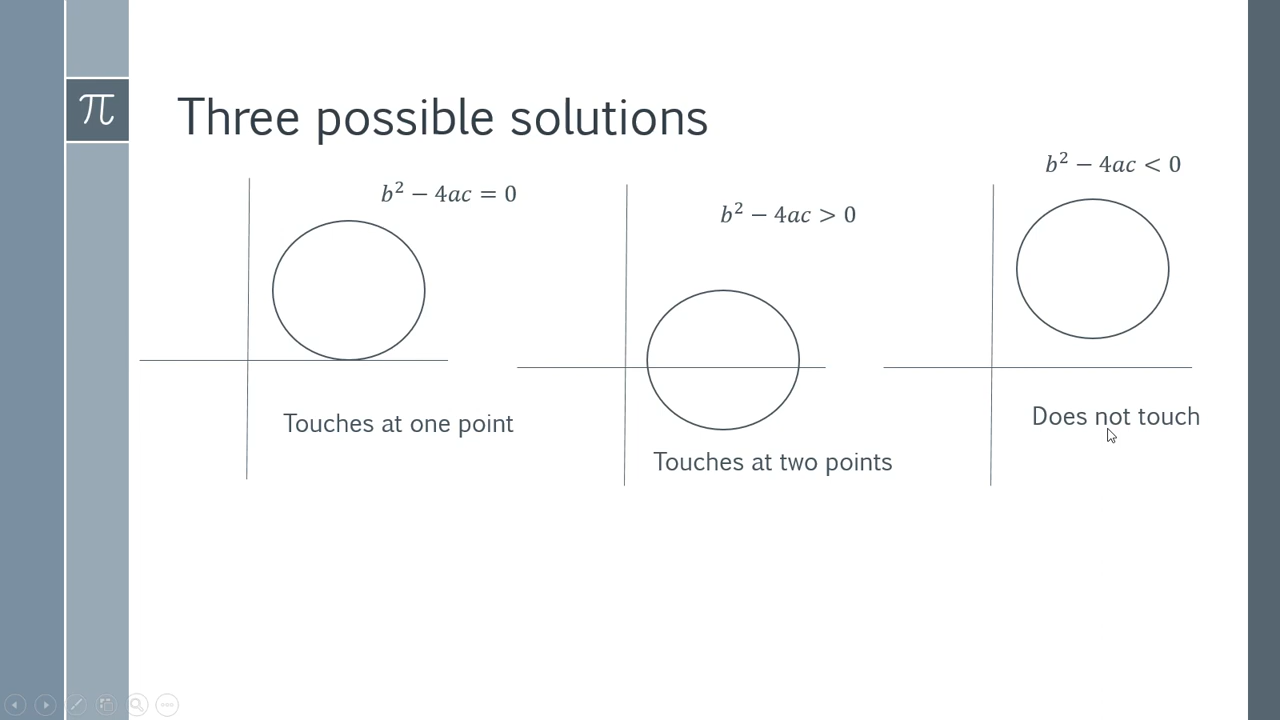 π
Three possible solutions
b² − 4ac = 0
b² − 4ac > 0
b² − 4ac < 0
Touches at one point
Touches at two points
Does not touch